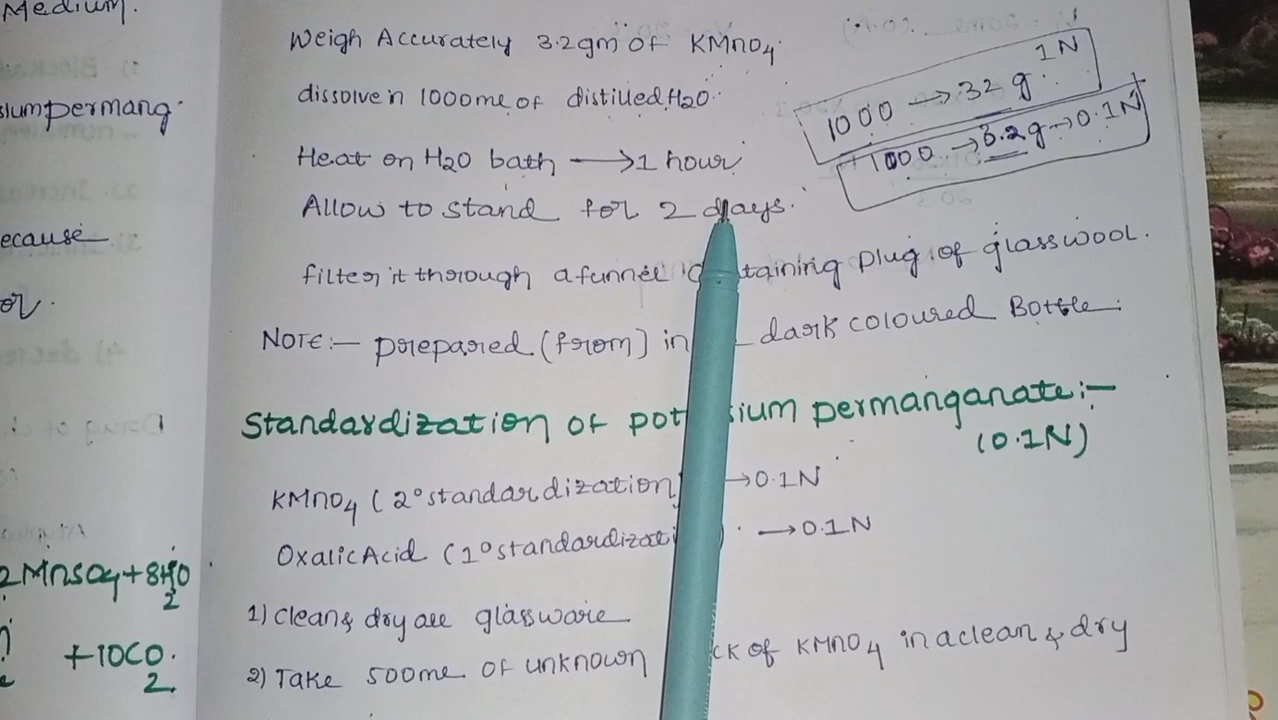 Medium.
siumpermang.
ecause
or.
2MnSO4+8H2O
+10CO2.
Weigh Accurately 3.2gm of KMnO4.
dissolve n 1000ml of distilled H2O.
Heat on H2O bath ⟶ 1 hour
Allow to stand for 2 days.
filter it through a funnel taining plug of glasswool.
1000 → 32 g 1N
1000 → 3.2g → 0.1N
NOTE:- prepared (from) in dark coloured Bottle.
Standardization of pot sium permanganate:-
(0.1N)
KMnO4 (2° standardization → 0.1N
Oxalic Acid (1° standardizati ) → 0.1N
1) Clean & dry all glassware
2) Take 500ml of unknown ck of KMnO4 in a clean & dry